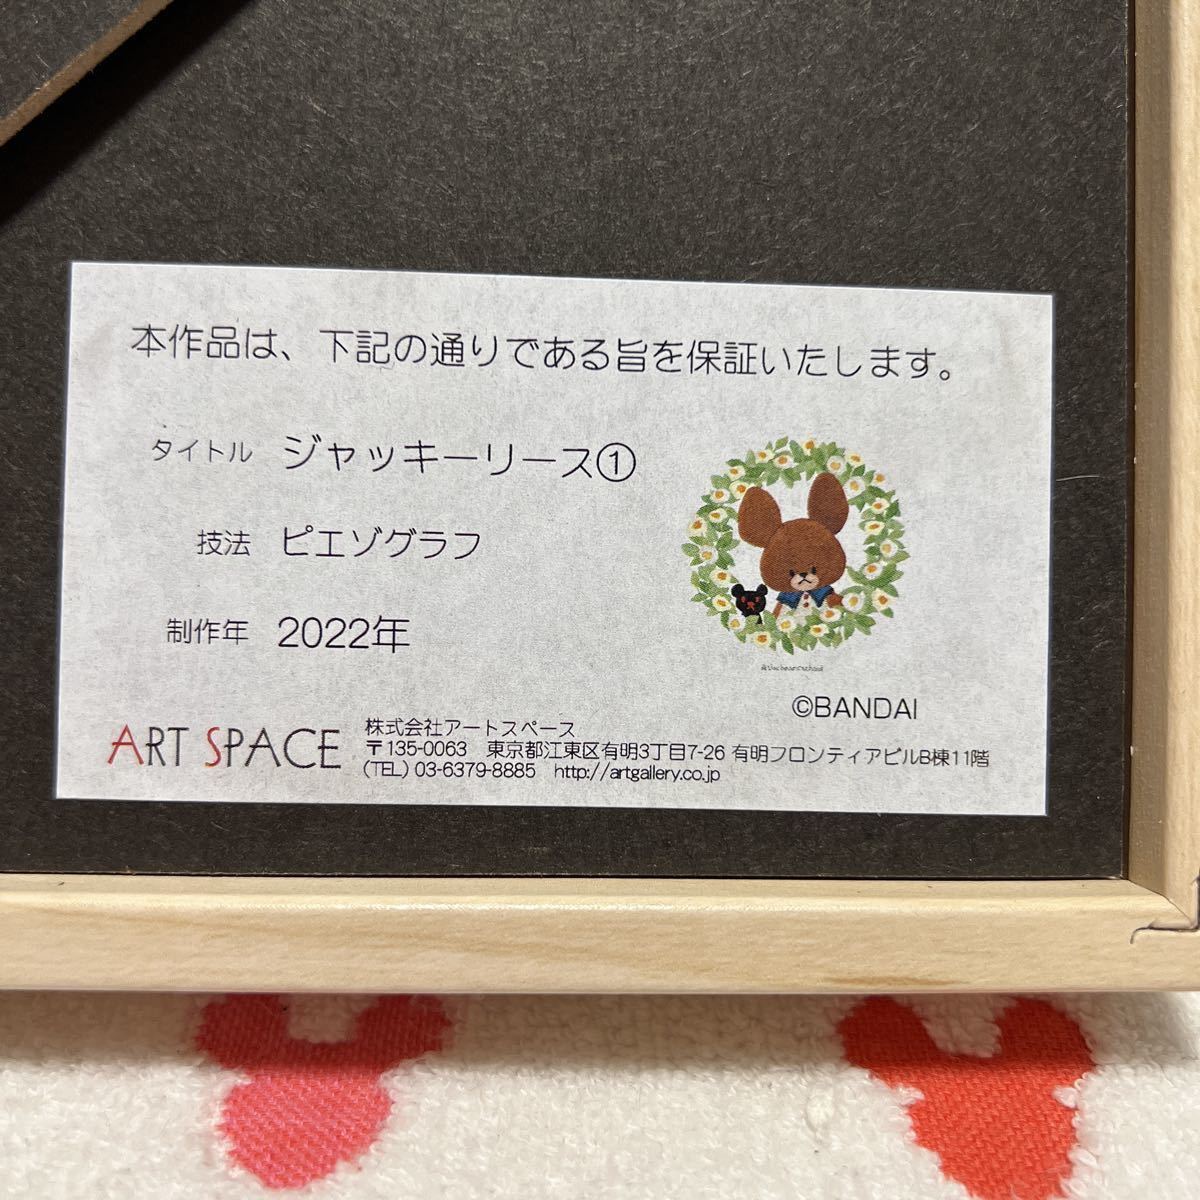 本作品は、下記の通りである旨を保証いたします。
タイトル ジャッキーリース①
技法 ピエゾグラフ
制作年 2022年
©BANDAI
ART SPACE
株式会社アートスペース
〒135-0063 東京都江東区有明3丁目7-26 有明フロンティアビルB棟11階
(TEL) 03-6379-8885 http://artgallery.co.jp